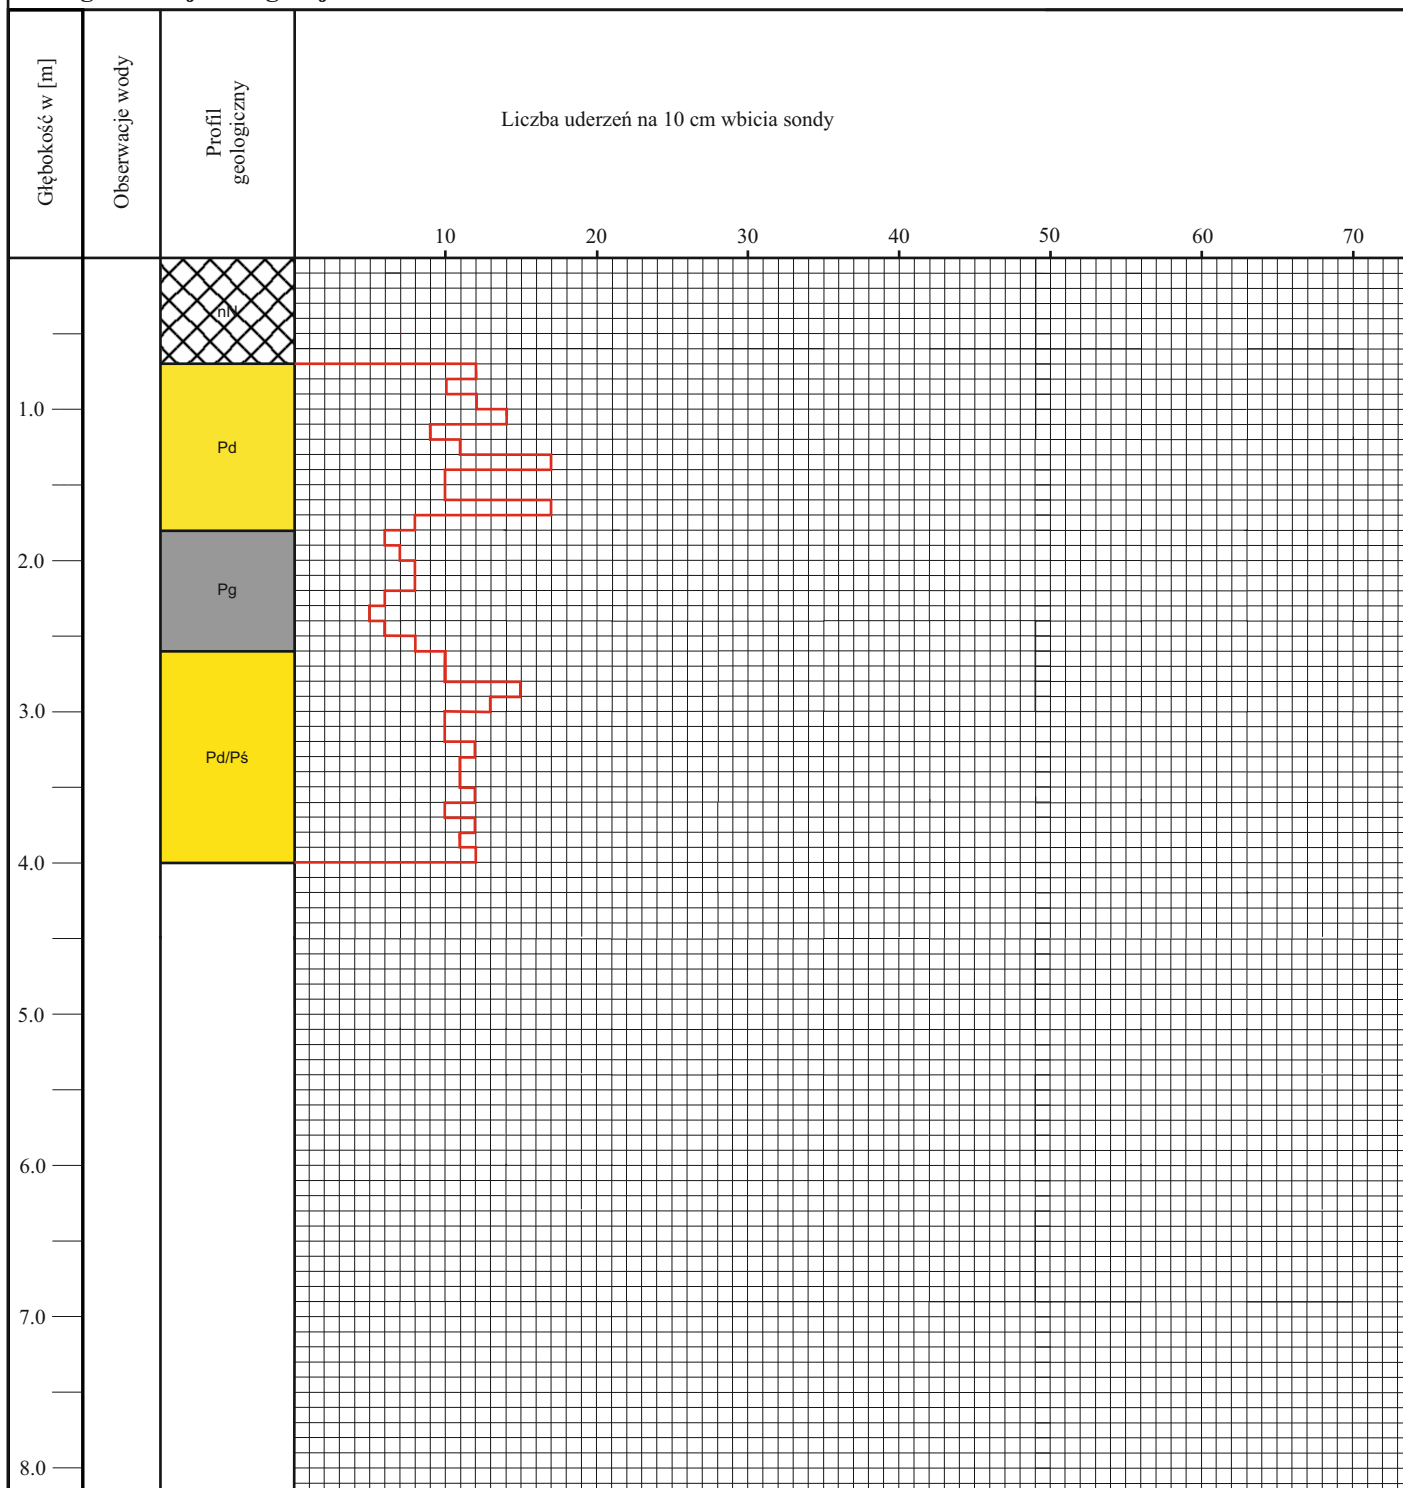 Głębokość w [m]
Obserwacje wody
Profil
geologiczny
Liczba uderzeń na 10 cm wbicia sondy
10 20 30 40 50 60 70
nN
1.0
Pd
2.0
Pg
3.0
Pd/Pś
4.0
5.0
6.0
7.0
8.0